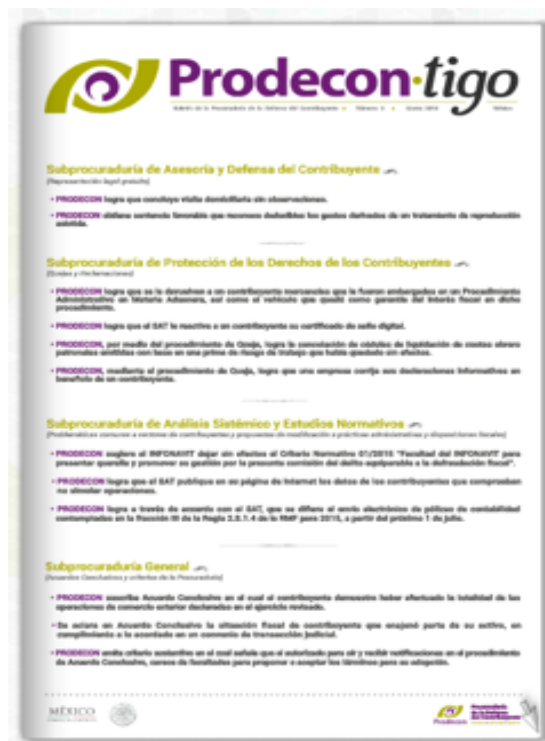 Prodecon·tigo
Boletín de la Procuraduría de la Defensa del Contribuyente
México
Subprocuraduría de Asesoría y Defensa del Contribuyente
(Representación legal gratuita)
• PRODECON logra que concluya visita domiciliaria sin observaciones.
• PRODECON obtiene sentencia favorable que reconoce deducibles los gastos derivados de un tratamiento de reproducción
asistida.
Subprocuraduría de Protección de los Derechos de los Contribuyentes
(Quejas y Reclamaciones)
• PRODECON logra que se le devuelvan a un contribuyente mercancías que le fueron embargadas en un Procedimiento
Administrativo en Materia Aduanera, así como el vehículo que quedó como garantía del interés fiscal en dicho
procedimiento.
• PRODECON logra que el SAT le reactive a un contribuyente su certificado de sello digital.
• PRODECON, por medio del procedimiento de Queja, logra la cancelación de cédulas de liquidación de cuotas obrero
patronales emitidas con base en una prima de riesgo de trabajo que había quedado sin efectos.
• PRODECON, mediante el procedimiento de Queja, logra que una empresa corrija sus declaraciones informativas en
beneficio de un contribuyente.
Subprocuraduría de Análisis Sistémico y Estudios Normativos
(Problemáticas comunes a sectores de contribuyentes y propuestas de modificación a prácticas administrativas y disposiciones fiscales)
• PRODECON sugiere al INFONAVIT dejar sin efectos el Criterio Normativo 01/2015 "Facultad del INFONAVIT para
presentar querella y promover su gestión por la presunta comisión del delito equiparable a la defraudación fiscal".
• PRODECON logra que el SAT publique en su página de Internet los datos de los contribuyentes que comprueban
no simular operaciones.
• PRODECON logra a través de acuerdo con el SAT, que se difiera el envío electrónico de pólizas de contabilidad
contemplados en la fracción III de la Regla 2.8.1.4 de la RMF para 2015, a partir del próximo 1 de julio.
Subprocuraduría General
(Acuerdos Conclusivos y criterios de la Procuraduría)
• PRODECON suscribe Acuerdo Conclusivo en el cual el contribuyente demuestra haber efectuado la totalidad de las
operaciones de comercio exterior declaradas en el ejercicio revisado.
• Se aclara en Acuerdo Conclusivo la situación fiscal de contribuyente que enajenó parte de su activo, en
cumplimiento a lo acordado en un convenio de transacción judicial.
• PRODECON emite criterio sustantivo en el cual señala que el autorizado para oír y recibir notificaciones en el procedimiento
de Acuerdo Conclusivo, carece de facultades para proponer o aceptar los términos para su adopción.
MÉXICO
PRODECON
Procuraduría
de la Defensa
del Contribuyente